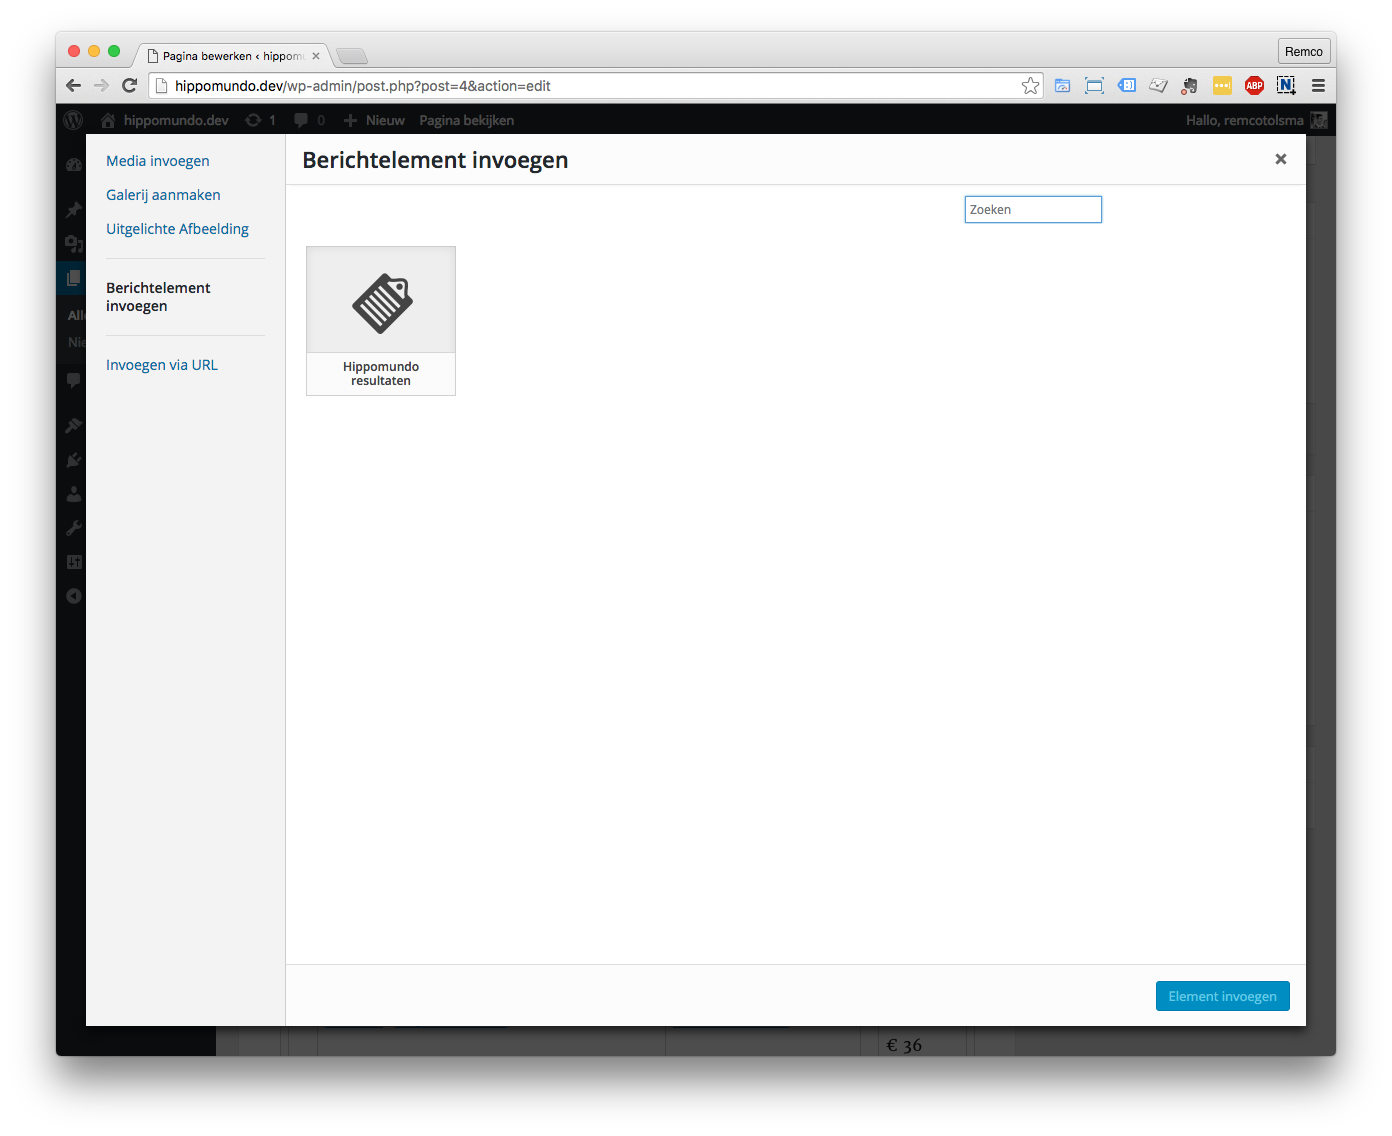 Pagina bewerken ‹ hippomu
Remco
hippomundo.dev/wp-admin/post.php?post=4&action=edit
ABP
N
hippomundo.dev 1 0 Nieuw Pagina bekijken Hallo, remcotolsma
Media invoegen
Galerij aanmaken
Uitgelichte Afbeelding
Berichtelement
invoegen
Invoegen via URL
Alle
Nie
Berichtelement invoegen
Zoeken
Hippomundo
resultaten
Element invoegen
€ 36